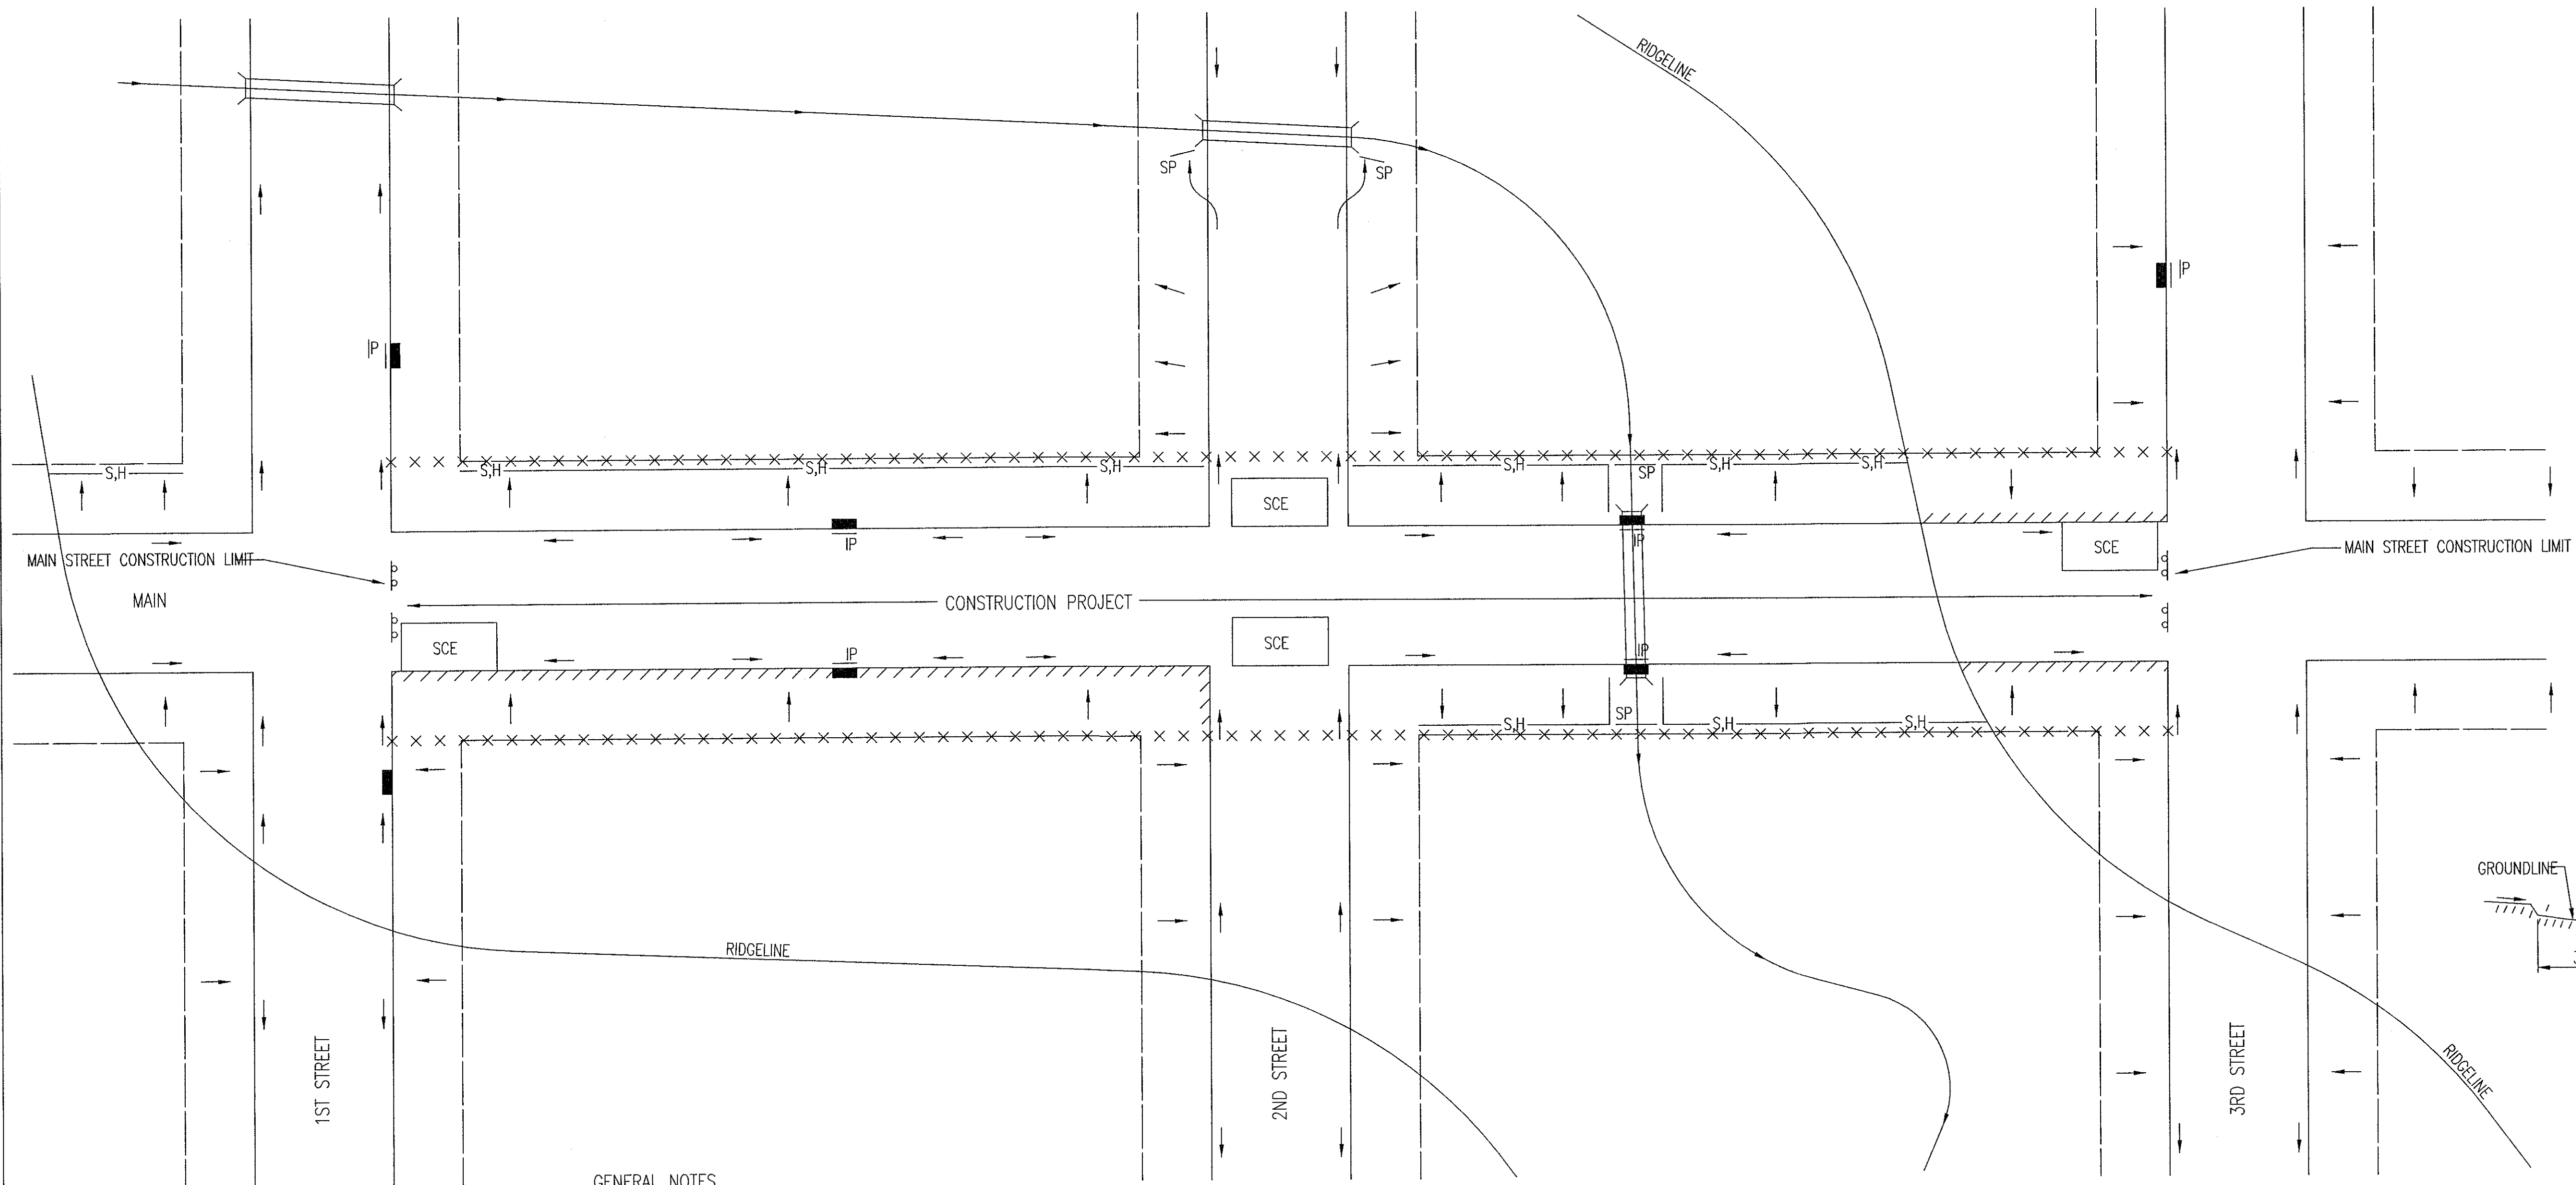 RIDGELINE
SP
SP
IP
IP
S,H
S,H
S,H
S,H
S,H
SP
S,H
S,H
SCE
IP
IP
SCE
MAIN STREET CONSTRUCTION LIMIT
MAIN STREET CONSTRUCTION LIMIT
MAIN
CONSTRUCTION PROJECT
SCE
SCE
IP
IP
S,H
SP
S,H
S,H
GROUNDLINE
RIDGELINE
1ST STREET
2ND STREET
3RD STREET
RIDGELINE
GENERAL NOTES